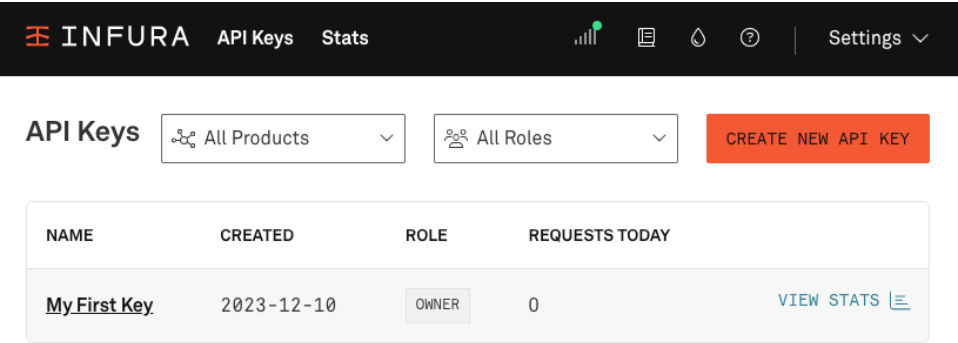 INFURA API Keys Stats Settings
API Keys All Products All Roles CREATE NEW API KEY
NAME CREATED ROLE REQUESTS TODAY
My First Key 2023-12-10 OWNER 0 VIEW STATS